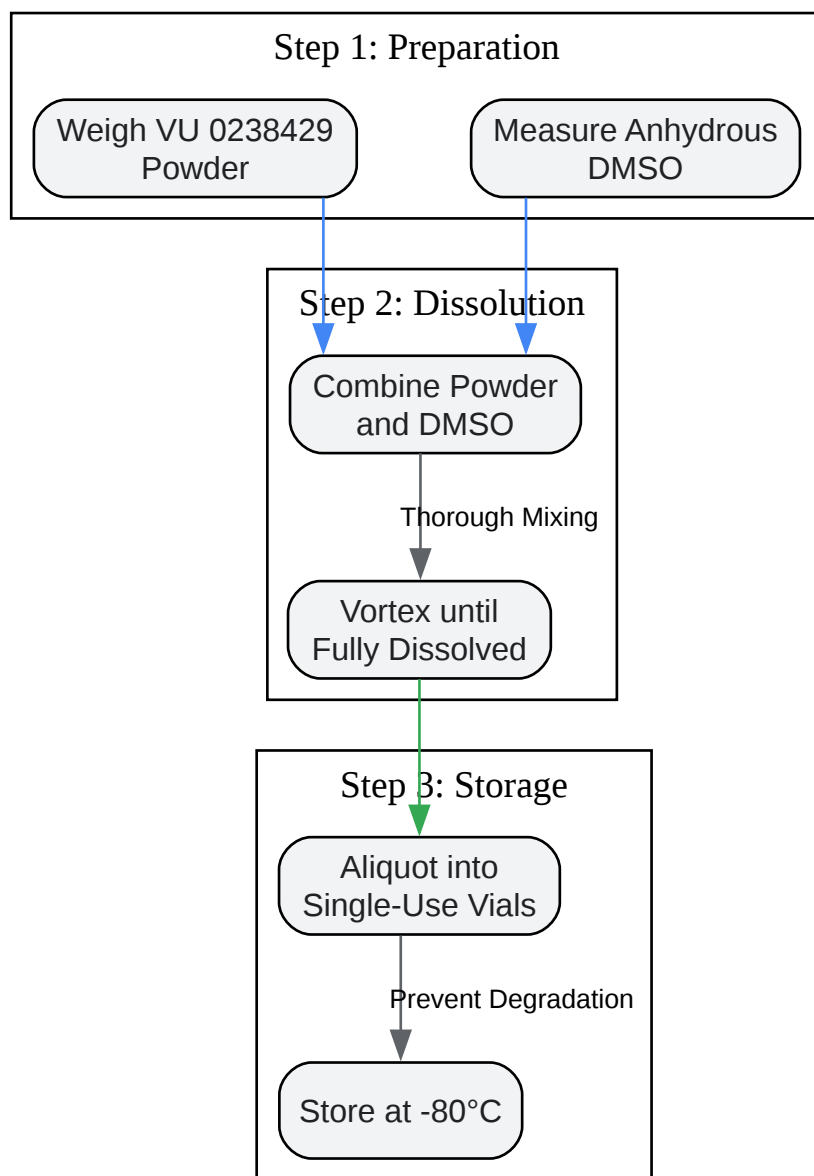 Step 1: Preparation
Weigh VU 0238429
Powder
Measure Anhydrous
DMSO
Step 2: Dissolution
Combine Powder
and DMSO
Thorough Mixing
Vortex until
Fully Dissolved
Step 3: Storage
Aliquot into
Single-Use Vials
Prevent Degradation
Store at -80°C